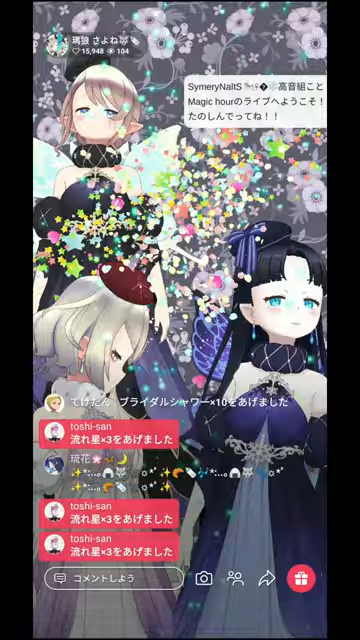 瑞狼 さよね
♡15,948 104
SymeryNaltS 高音組こと
Magic hourのライブへようこそ！
たのしんでってね！！
てけたん ブライダルシャワー×10をあげました
toshi-san
流れ星×3をあげました
琉花
toshi-san
流れ星×3をあげました
toshi-san
流れ星×3をあげました
コメントしよう